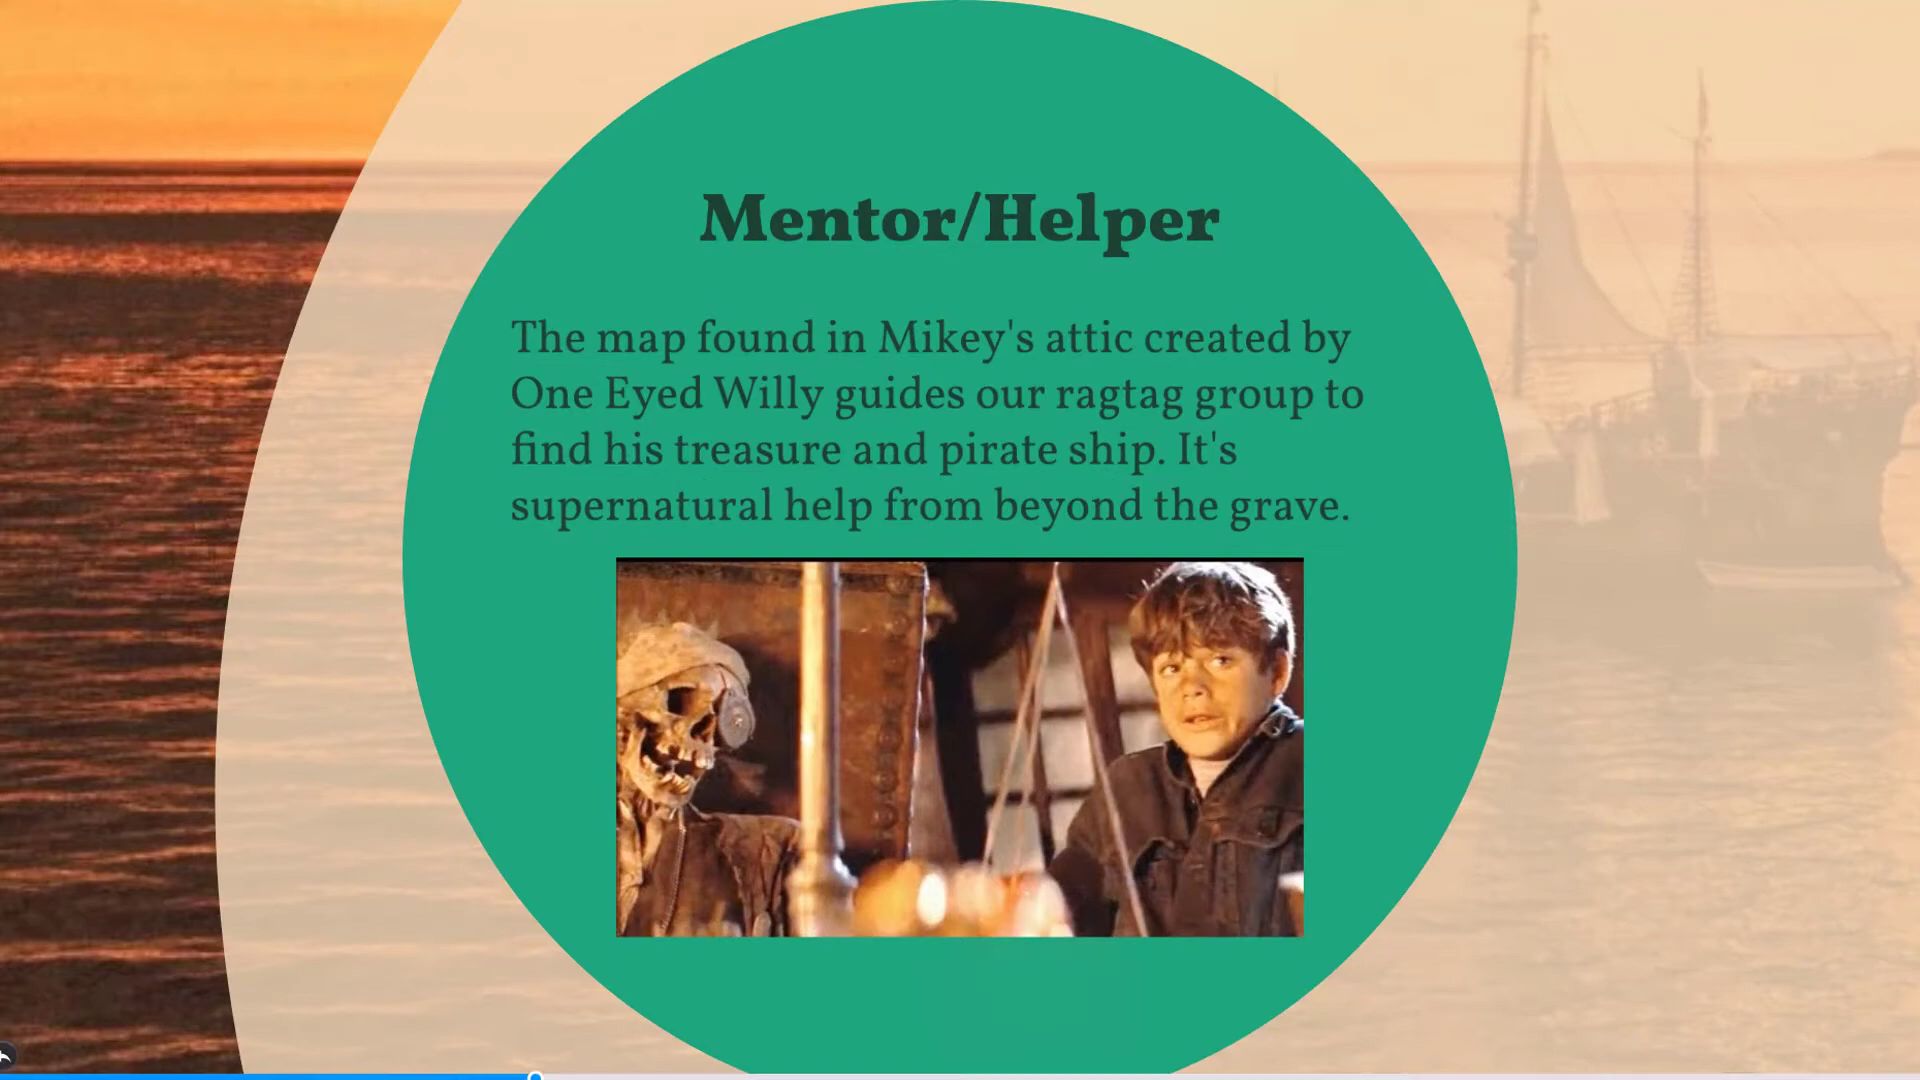 Mentor/Helper
The map found in Mikey's attic created by
One Eyed Willy guides our ragtag group to
find his treasure and pirate ship. It's
supernatural help from beyond the grave.